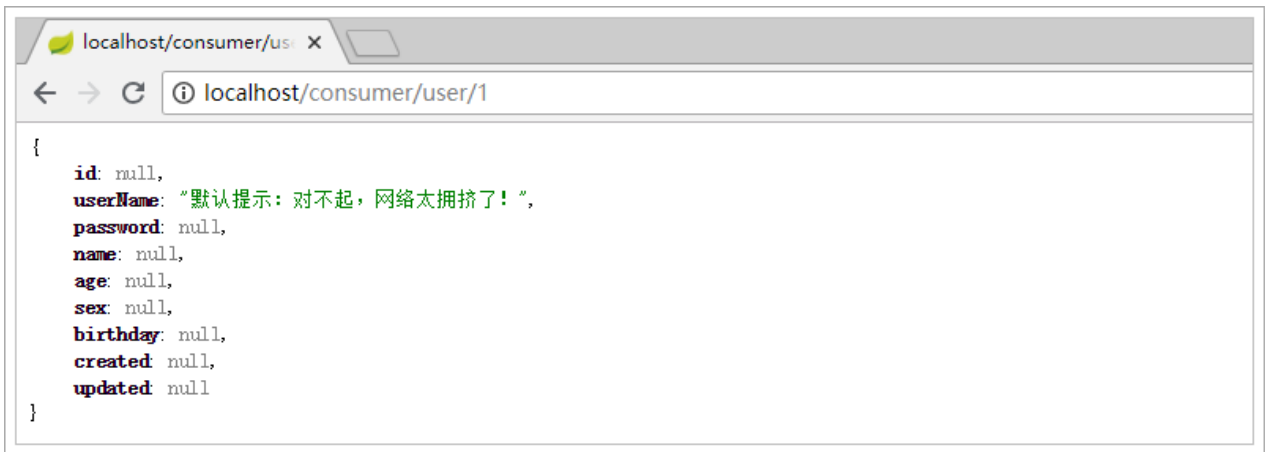 localhost/consumer/us
localhost/consumer/user/1
{
id: null,
userName: "默认提示：对不起，网络太拥挤了！",
password: null,
name: null,
age: null,
sex: null,
birthday: null,
created: null,
updated: null
}